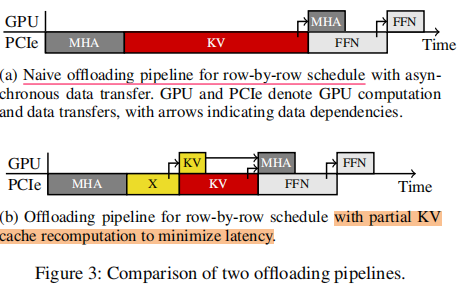 GPU MHA FFN
PCIe MHA KV FFN Time
(a) Naive offloading pipeline for row-by-row schedule with asyn-
chronous data transfer. GPU and PCIe denote GPU computation
and data transfers, with arrows indicating data dependencies.
GPU KV MHA FFN
PCIe MHA X KV FFN Time
(b) Offloading pipeline for row-by-row schedule with partial KV
cache recomputation to minimize latency.
Figure 3: Comparison of two offloading pipelines.